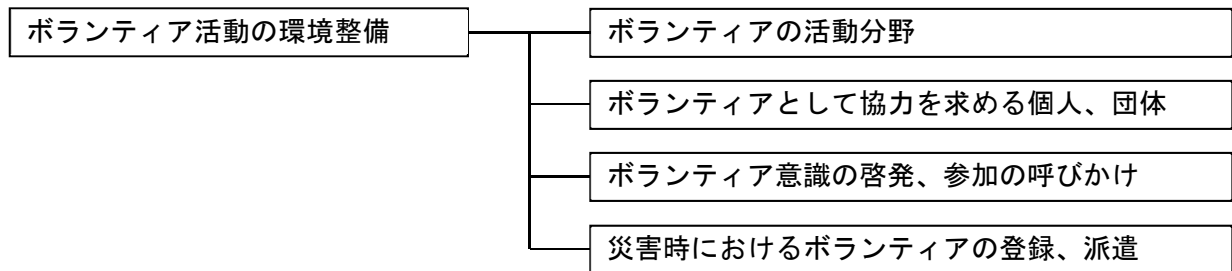 ボランティア活動の環境整備
ボランティアの活動分野
ボランティアとして協力を求める個人、団体
ボランティア意識の啓発、参加の呼びかけ
災害時におけるボランティアの登録、派遣